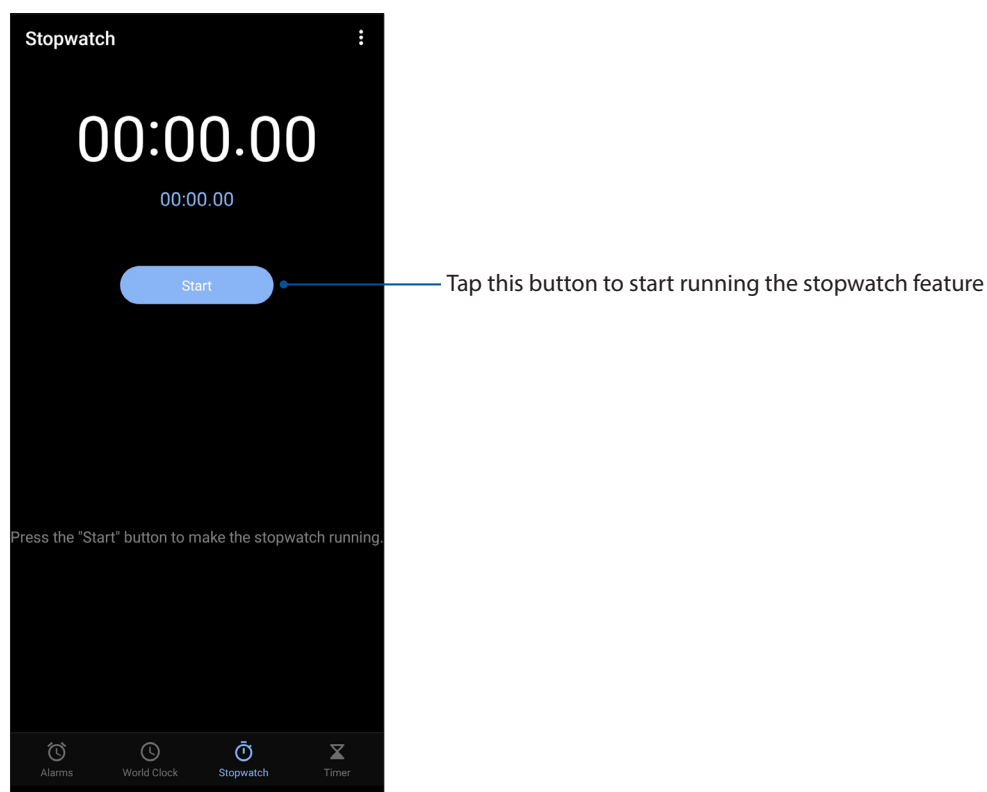 Stopwatch
00:00.00
00:00.00
Start
Tap this button to start running the stopwatch feature
Press the "Start" button to make the stopwatch running.
Alarms World Clock Stopwatch Timer